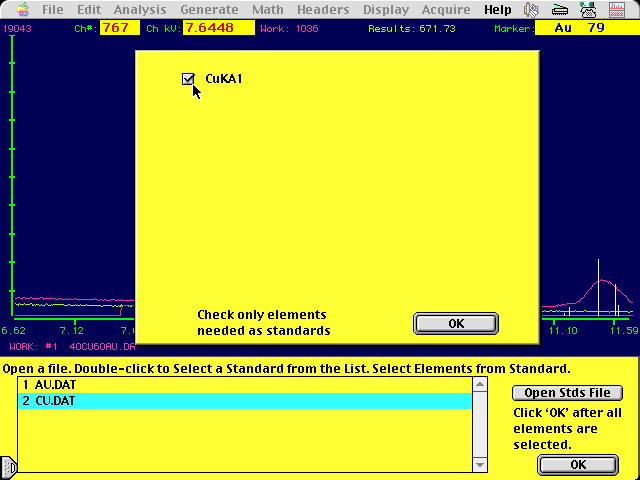 File Edit Analysis Generate Math Headers Display Acquire Help
19043 Ch#: 767 Ch kV: 7.6448 Work: 1036 Results: 671.73 Marker: Au 79
CuKA1
Check only elements
needed as standards
OK
6.62 7.12 11.10 11.59
WORK: #1 40CU60AU.DA
Open a file. Double-click to Select a Standard from the List. Select Elements from Standard.
1 AU.DAT
2 CU.DAT
Open Stds File
Click 'OK' after all
elements are
selected.
OK